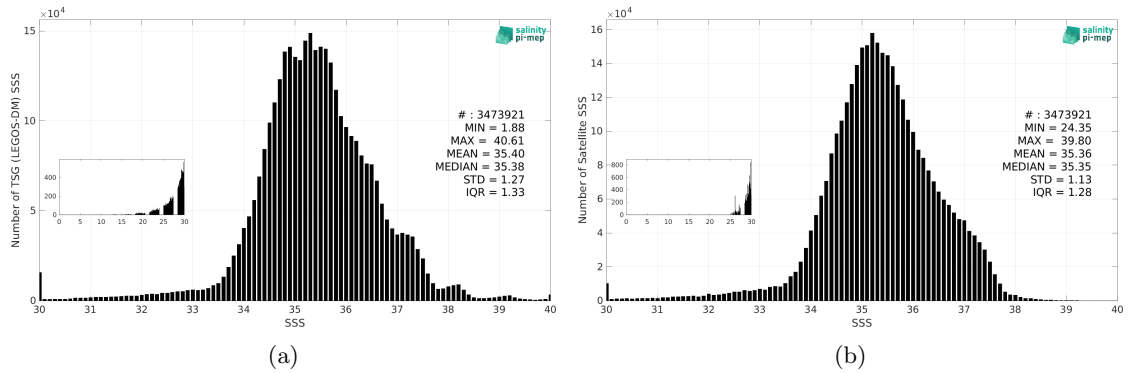 ×10⁴
15
10
5
0
Number of TSG (LEGOS-DM) SSS
salinity
pi-mep
# : 3473921
MIN = 1.88
MAX = 40.61
MEAN = 35.40
MEDIAN = 35.38
STD = 1.27
IQR = 1.33
400
200
0
0 5 10 15 20 25 30
30 31 32 33 34 35 36 37 38 39 40
SSS
(a)
×10⁴
16
14
12
10
8
6
4
2
0
Number of Satellite SSS
salinity
pi-mep
# : 3473921
MIN = 24.35
MAX = 39.80
MEAN = 35.36
MEDIAN = 35.35
STD = 1.13
IQR = 1.28
800
600
400
200
0
0 5 10 15 20 25 30
30 31 32 33 34 35 36 37 38 39 40
SSS
(b)